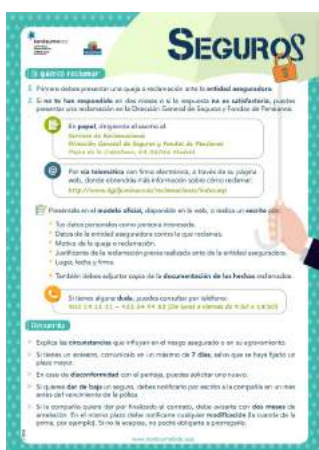 SEGUROS
Si quieres reclamar
1. Primero debes presentar una queja o reclamación ante la entidad aseguradora.
2. Si no te han respondido en dos meses o si la respuesta no es satisfactoria, puedes
presentar una reclamación en la Dirección General de Seguros y Fondos de Pensiones.
En papel, dirigiendo el escrito al:
Servicio de Reclamaciones
Dirección General de Seguros y Fondos de Pensiones
Paseo de la Castellana, 44 28046 Madrid
Por vía telemática con firma electrónica, a través de su página
web, donde obtendrás más información sobre cómo reclamar:
Preséntala en el modelo oficial, disponible en la web, o realiza un escrito con:
Tus datos personales como persona interesada.
Datos de la entidad aseguradora contra la que reclamas.
Motivo de la queja o reclamación.
Justificante de la reclamación previa realizada ante de la entidad aseguradora.
Lugar, fecha y firma.
También debes adjuntar copia de la documentación de los hechos reclamados.
Si tienes alguna duda, puedes consultar por teléfono:
Recuerda
Explica las circunstancias que influyan en el riesgo asegurado o en su agravamiento.
Si tienes un siniestro, comunícalo en un máximo de 7 días, salvo que se haya fijado un
plazo mayor.
En caso de disconformidad con el peritaje, puedes solicitar uno nuevo.
Si quieres dar de baja un seguro, debes notificarlo por escrito a la compañía en un mes
antes del vencimiento de la póliza.
Si la compañía quiere dar por finalizado el contrato, debe avisarte con dos meses de
antelación. En el mismo plazo debe notificarte cualquier modificación (la cuantía de la
prima, por ejemplo). Si no la aceptas, no podrá obligarte a prorrogarlo.